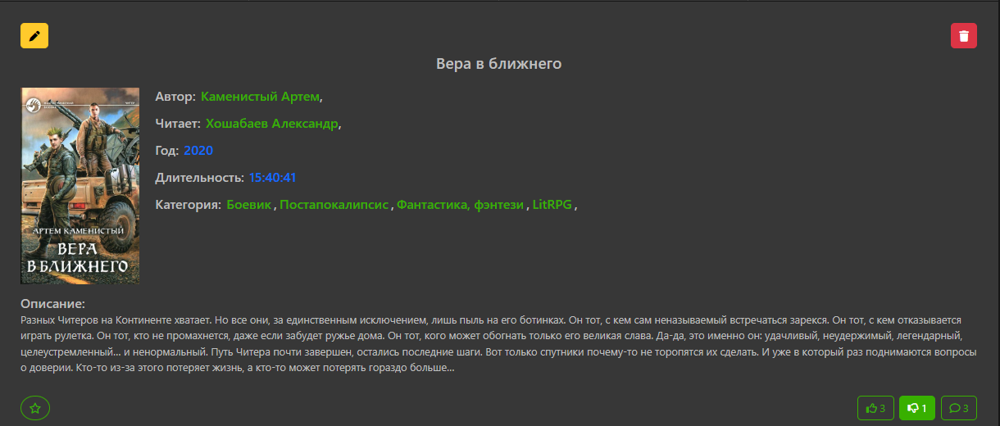 Вера в ближнего
Автор: Каменистый Артем,
Читает: Хошабаев Александр,
Год: 2020
Длительность: 15:40:41
Категория: Боевик , Постапокалипсис , Фантастика, фэнтези , LitRPG ,
АРТЕМ КАМЕНИСТЫЙ
ВЕРА
В БЛИЖНЕГО
Описание:
Разных Читеров на Континенте хватает. Но все они, за единственным исключением, лишь пыль на его ботинках. Он тот, с кем сам неназываемый встречаться зарекся. Он тот, с кем отказывается
играть рулетка. Он тот, кто не промахнется, даже если забудет ружье дома. Он тот, кого может обогнать только его великая слава. Да-да, это именно он: удачливый, неудержимый, легендарный,
целеустремленный... и ненормальный. Путь Читера почти завершен, остались последние шаги. Вот только спутники почему-то не торопятся их сделать. И уже в который раз поднимаются вопросы
о доверии. Кто-то из-за этого потеряет жизнь, а кто-то может потерять гораздо больше...
3 1 3